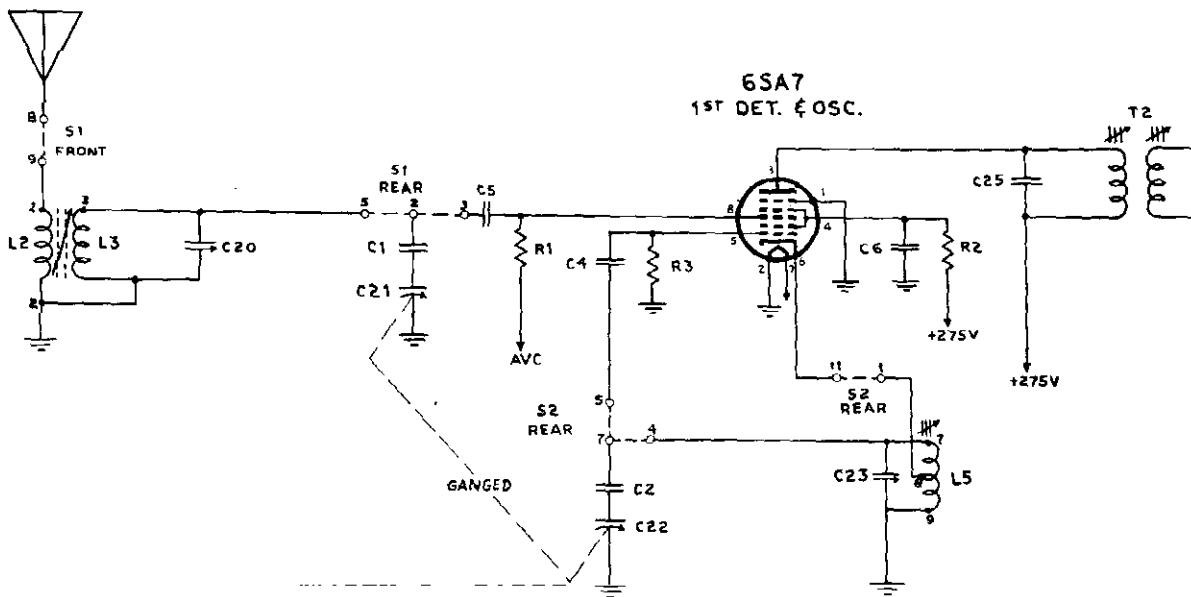 6SA7
1ST DET. & OSC.
T2
8
S1
FRONT
9
S1
REAR
5
2
3
C5
3
1
8
4
5
2
7
6
C25
1
3
L2
L3
C20
C1
R1
C4
R3
C6
R2
C21
2
AVC
+275V
+275V
11
1
S2
REAR
5
S2
REAR
7
4
7
GANGED
C23
8
L5
C2
9
C22